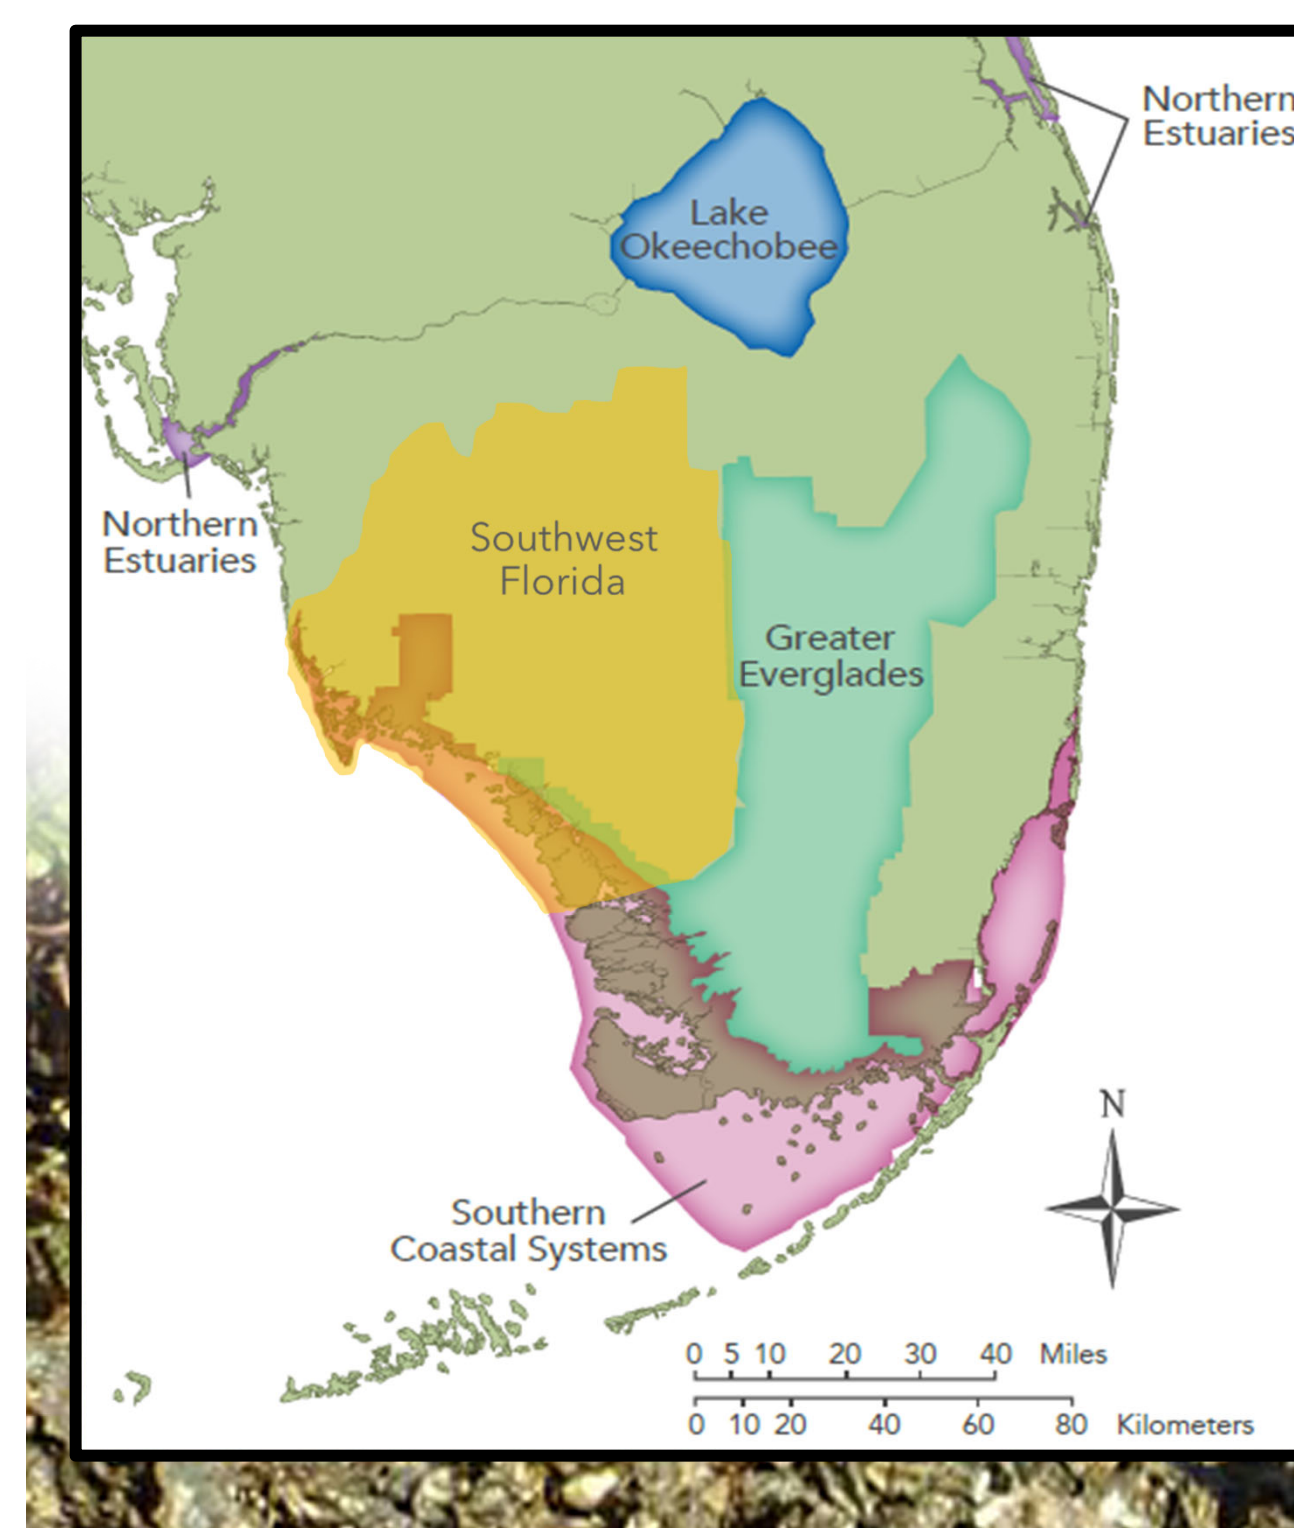 Northern
Estuaries
Lake
Okeechobee
Northern
Estuaries
Southwest
Florida
Greater
Everglades
Southern
Coastal Systems
N
0 5 10 20 30 40 Miles
0 10 20 40 60 80 Kilometers